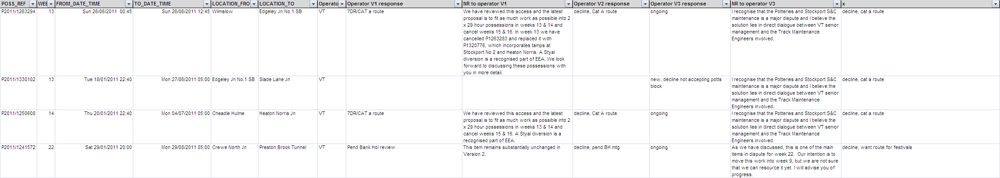 POSS_REF WEE FROM_DATE_TIME TO_DATE_TIME LOCATION_FRO LOCATION_TO Operato Operator V1 response NR to operator V1 Operator V2 response Operator V3 response NR to operator V3 x
P2011/1263294 13 Sun 26/06/2011 00:45 Sun 26/06/2011 12:45 Wilmslow Edgeley Jn No.1 SB VT 7DR/CAT a route We have reviewed this access and the latest decline, Cat A route ongoing I recognise that the Potteries and Stockport S&C decline, cat a route
proposal is to fit as much work as possible into 2 maintenance is a major dispute and I believe the
x 29 hour possessions in weeks 13 & 14 and solution lies in direct dialogue between VT senior
cancel weeks 15 & 16. In week 13 we have management and the Track Maintenance
cancelled P1263283 and replaced it with Engineers involved.
P1320776, which incorporates tamps at
Stockport No 2 and Heaton Norris. A Styal
diversion is a recognised part of EEA. We look
forward to discussing these possessions with
you in more detail.
P2011/1330102 13 Tue 18/01/2011 22:40 Mon 27/06/2011 05:00 Edgeley Jn No.1 SB Slade Lane Jn VT new, decline not accepting potts I recognise that the Potteries and Stockport S&C decline, cat a route
block maintenance is a major dispute and I believe the
solution lies in direct dialogue between VT senior
management and the Track Maintenance
Engineers involved.
P2011/1250608 14 Thu 20/01/2011 22:40 Mon 04/07/2011 05:00 Cheadle Hulme Heaton Norris Jn VT 7DR/CAT a route We have reviewed this access and the latest decline, Cat A route ongoing I recognise that the Potteries and Stockport S&C decline, cat a route
proposal is to fit as much work as possible into 2 maintenance is a major dispute and I believe the
x 29 hour possessions in weeks 13 & 14 and solution lies in direct dialogue between VT senior
cancel weeks 15 & 16. A Styal diversion is a management and the Track Maintenance
recognised part of EEA. Engineers involved.
P2011/1241572 22 Sat 29/01/2011 20:00 Mon 29/08/2011 05:00 Crewe North Jn Preston Brook Tunnel VT Pend Bank Hol review This item remains substantially unchanged in decline, pend BH mtg ongoing As we have discussed, this is one of the main decline, want route for festivals
Version 2. items in dispute for week 22. Our intention is to
move this work into week 9, but we are not sure
that we can resource it yet. I will advise you of
progress.